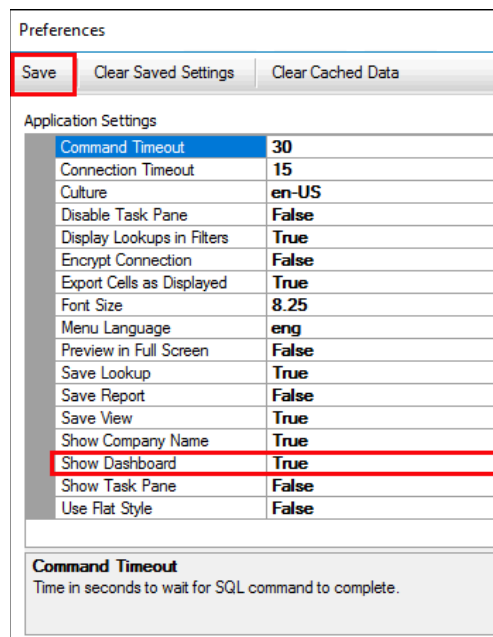 Preferences
Save Clear Saved Settings Clear Cached Data
Application Settings
Command Timeout 30
Connection Timeout 15
Culture en-US
Disable Task Pane False
Display Lookups in Filters True
Encrypt Connection False
Export Cells as Displayed True
Font Size 8.25
Menu Language eng
Preview in Full Screen False
Save Lookup True
Save Report False
Save View True
Show Company Name True
Show Dashboard True
Show Task Pane False
Use Flat Style False
Command Timeout
Time in seconds to wait for SQL command to complete.